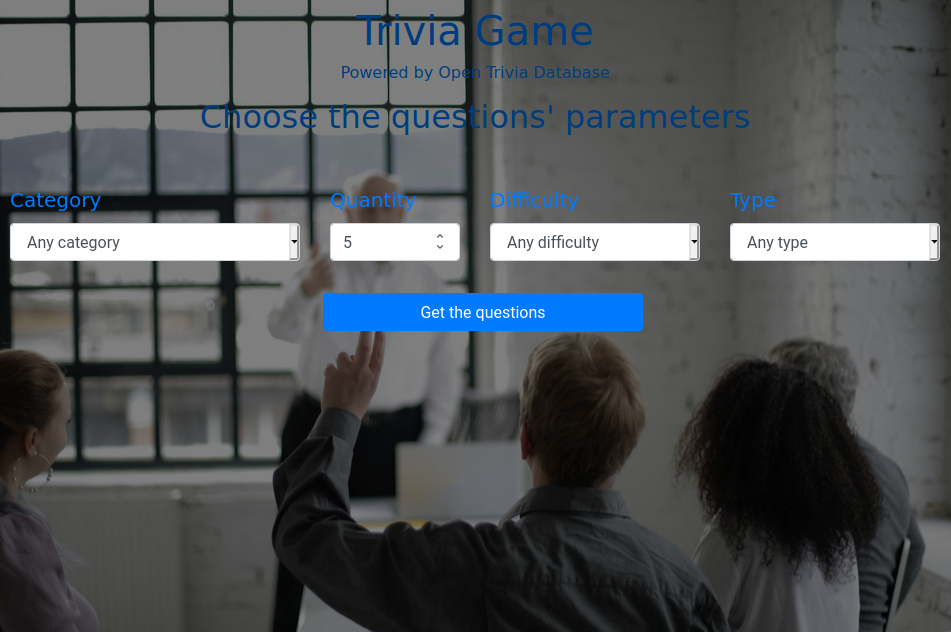 Trivia Game
Powered by Open Trivia Database
Choose the questions' parameters
Category Quantity Difficulty Type
Any category 5 Any difficulty Any type
Get the questions